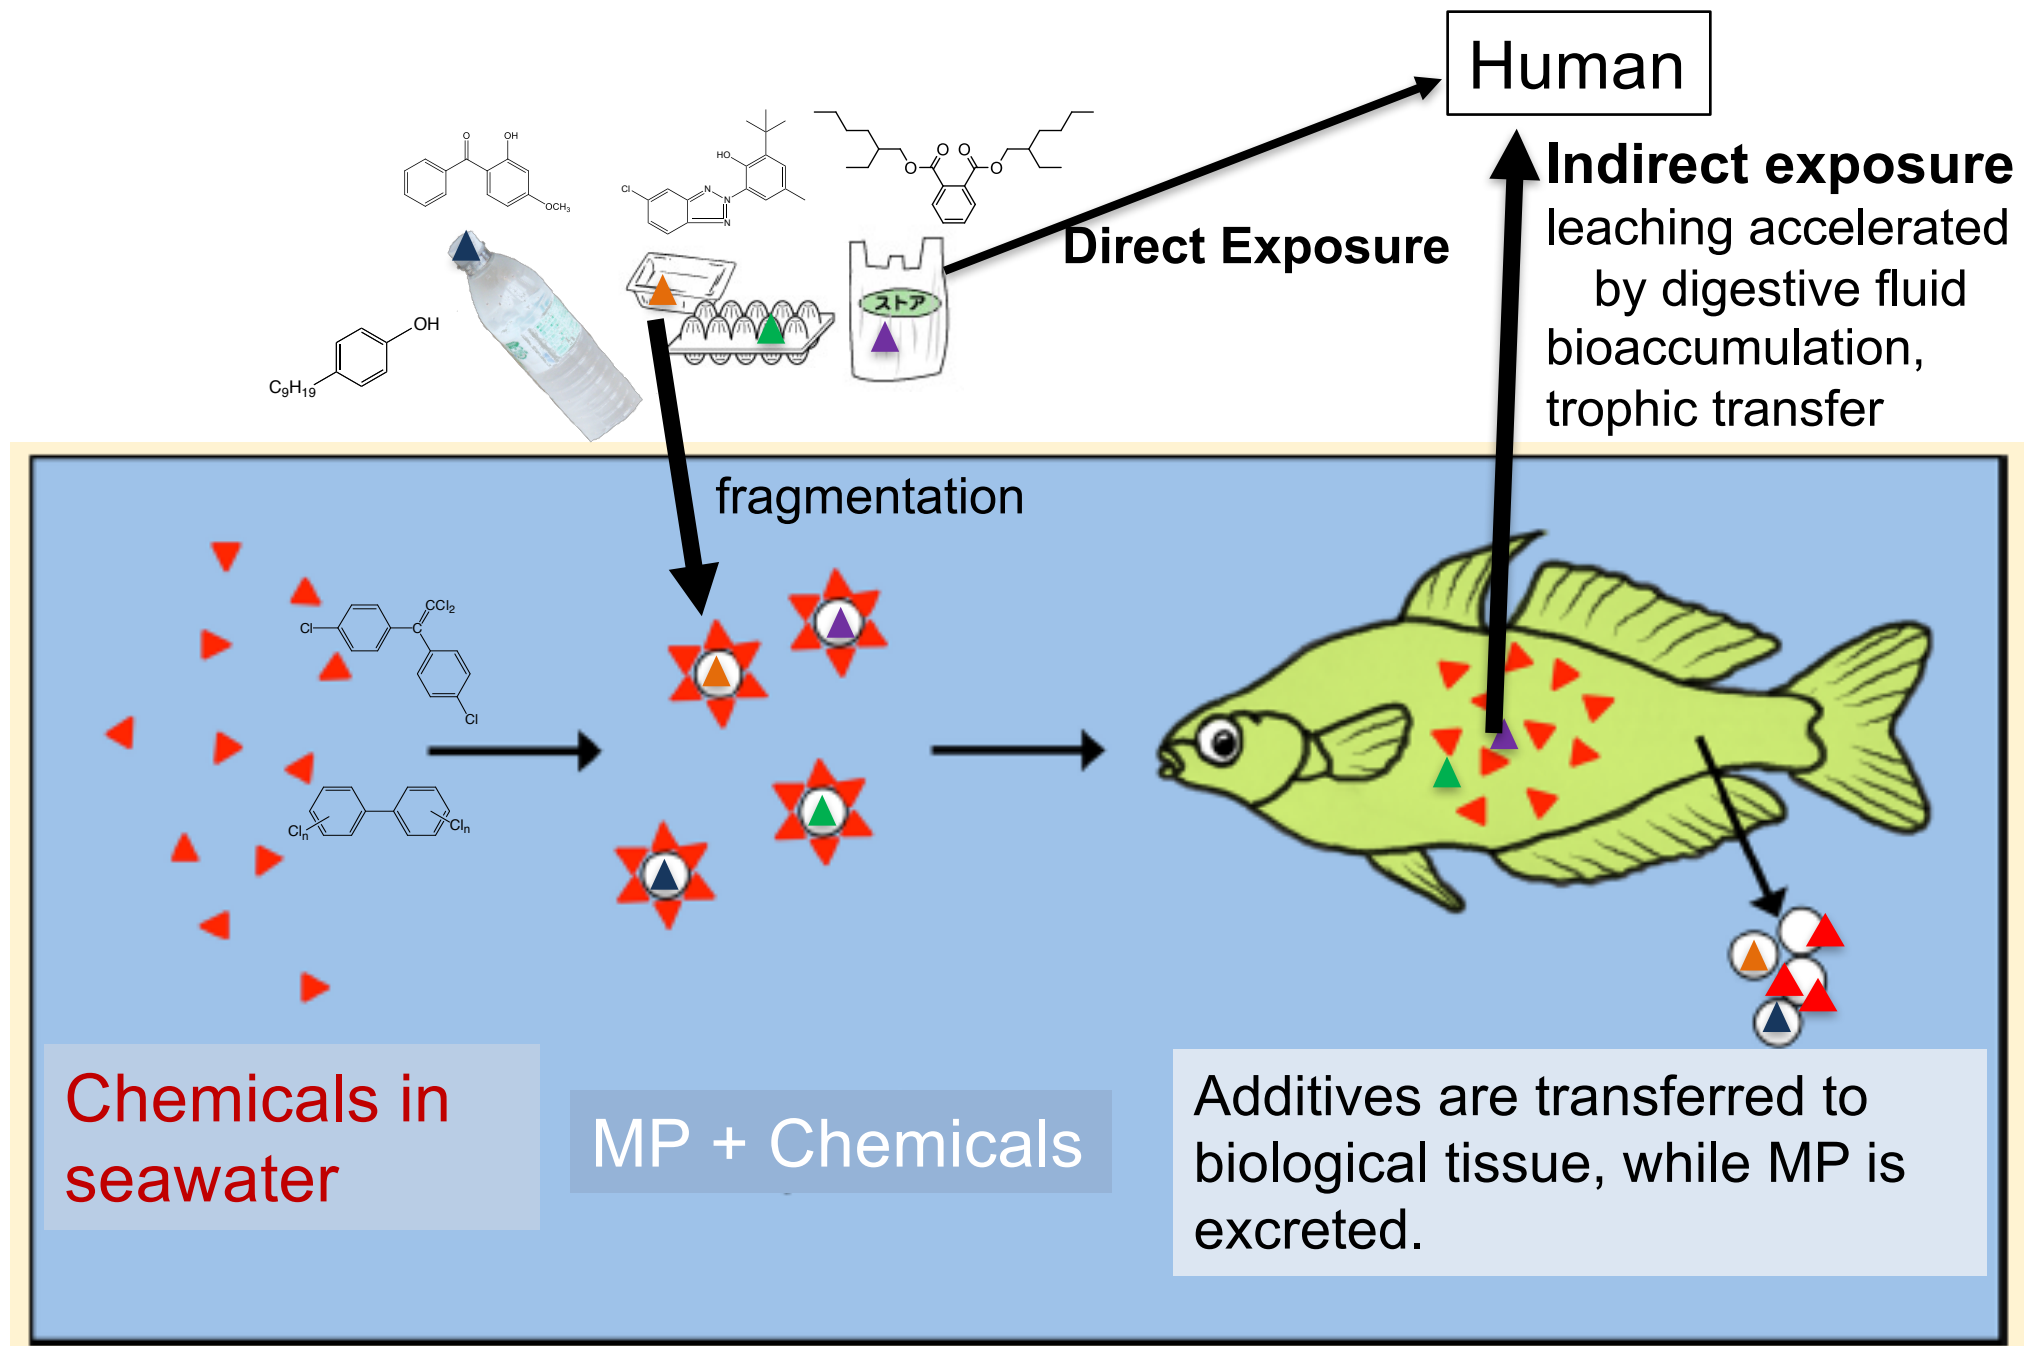 Human
O
OH
OCH3
HO
Cl
N
N
N
O
O
O
O
Indirect exposure
leaching accelerated
by digestive fluid
bioaccumulation,
trophic transfer
Direct Exposure
ストア
OH
C9H19
fragmentation
CCl2
Cl
C
Cl
Cln
Cln
Chemicals in
seawater
MP + Chemicals
Additives are transferred to
biological tissue, while MP is
excreted.